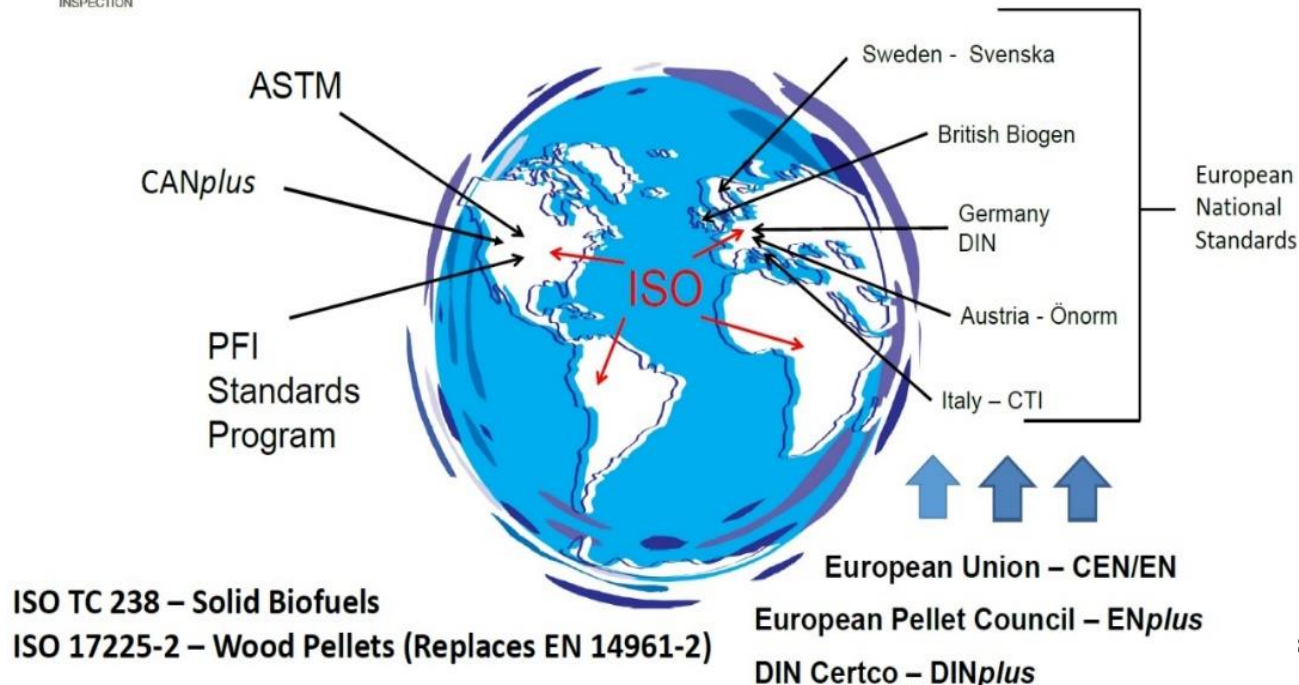 INSPECTION
ASTM
CANplus
PFI
Standards
Program
ISO
Sweden - Svenska
British Biogen
Germany
DIN
Austria - Önorm
Italy – CTI
European
National
Standards
European Union – CEN/EN
European Pellet Council – ENplus
DIN Certco – DINplus
ISO TC 238 – Solid Biofuels
ISO 17225-2 – Wood Pellets (Replaces EN 14961-2)